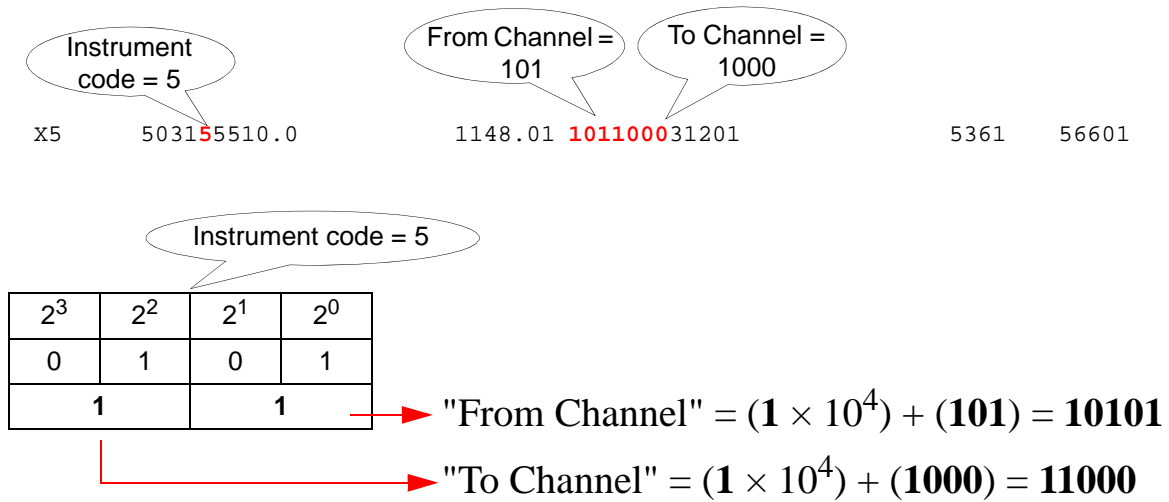 Instrument
code = 5
From Channel =
101
To Channel =
1000
X5 503155510.0 1148.01 101100031201 5361 56601
Instrument code = 5
2³ 2² 2¹ 2⁰
0 1 0 1
1 1
"From Channel" = (1 × 10⁴) + (101) = 10101
"To Channel" = (1 × 10⁴) + (1000) = 11000